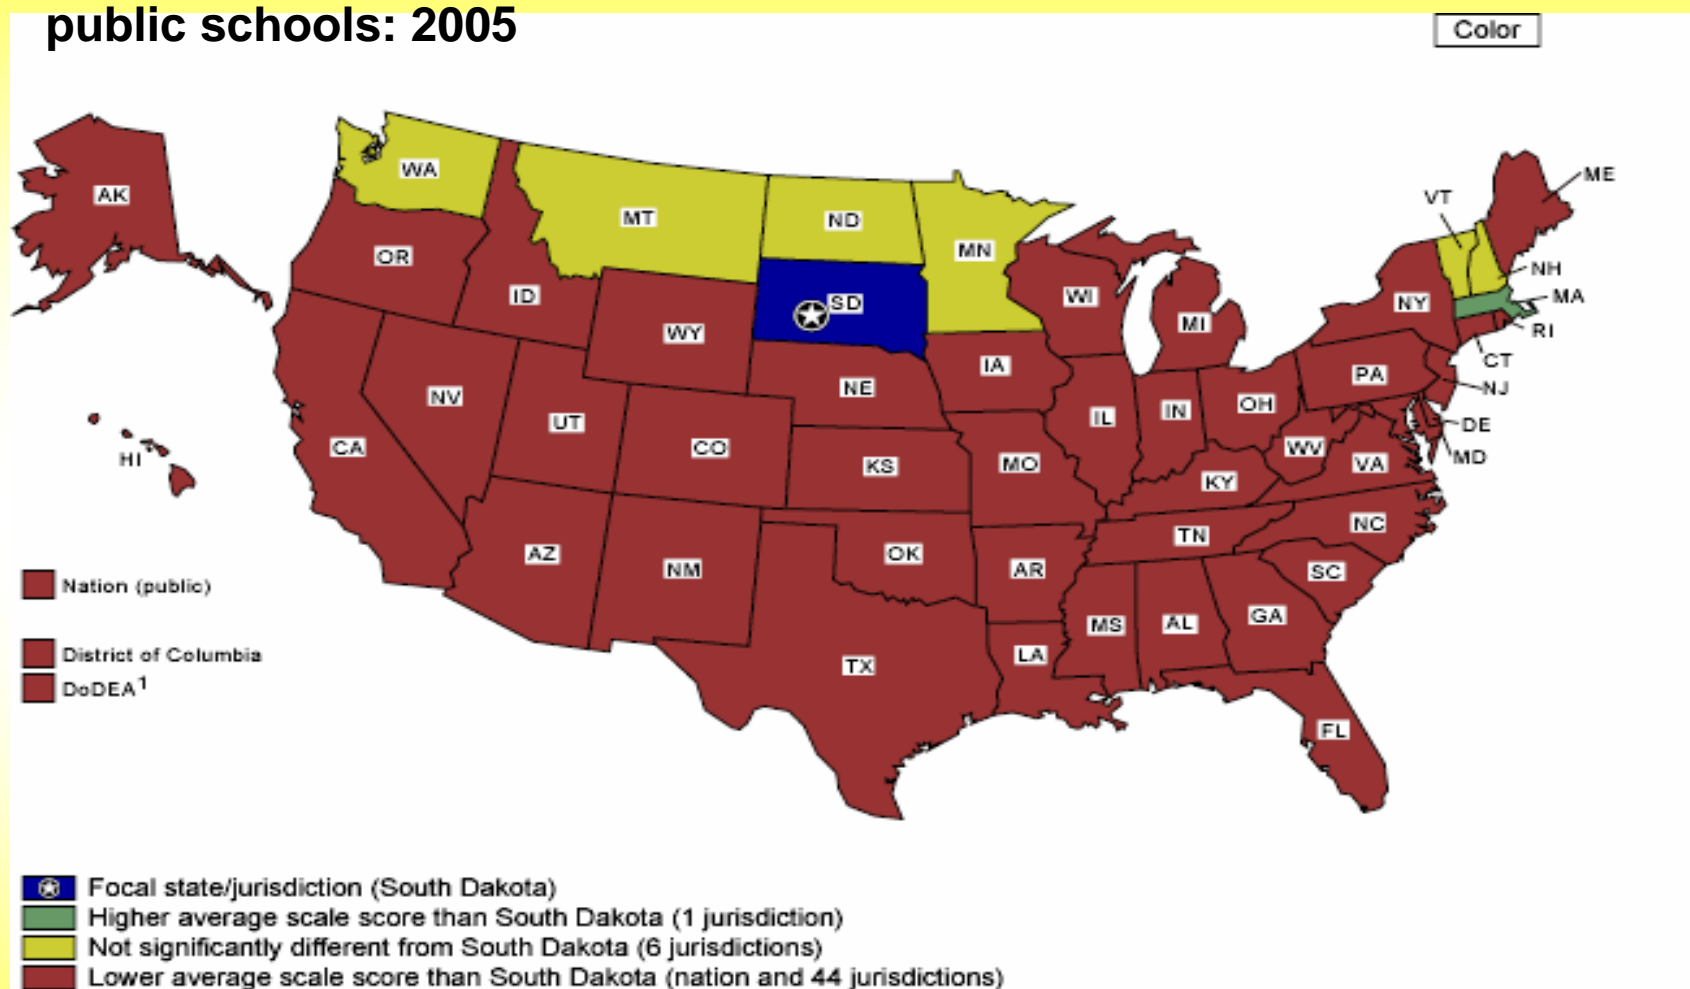 public schools: 2005
Color
AK
WA
MT
ND
MN
VT
ME
OR
ID
SD
WI
NH
NY
MA
WY
MI
RI
IA
CT
NE
PA
NJ
NV
UT
IL
IN
OH
DE
HI
CA
CO
WV
MD
KS
MO
VA
KY
NC
TN
AZ
NM
OK
AR
SC
Nation (public)
MS
AL
GA
District of Columbia
LA
TX
DoDEA1
FL
Focal state/jurisdiction (South Dakota)
Higher average scale score than South Dakota (1 jurisdiction)
Not significantly different from South Dakota (6 jurisdictions)
Lower average scale score than South Dakota (nation and 44 jurisdictions)